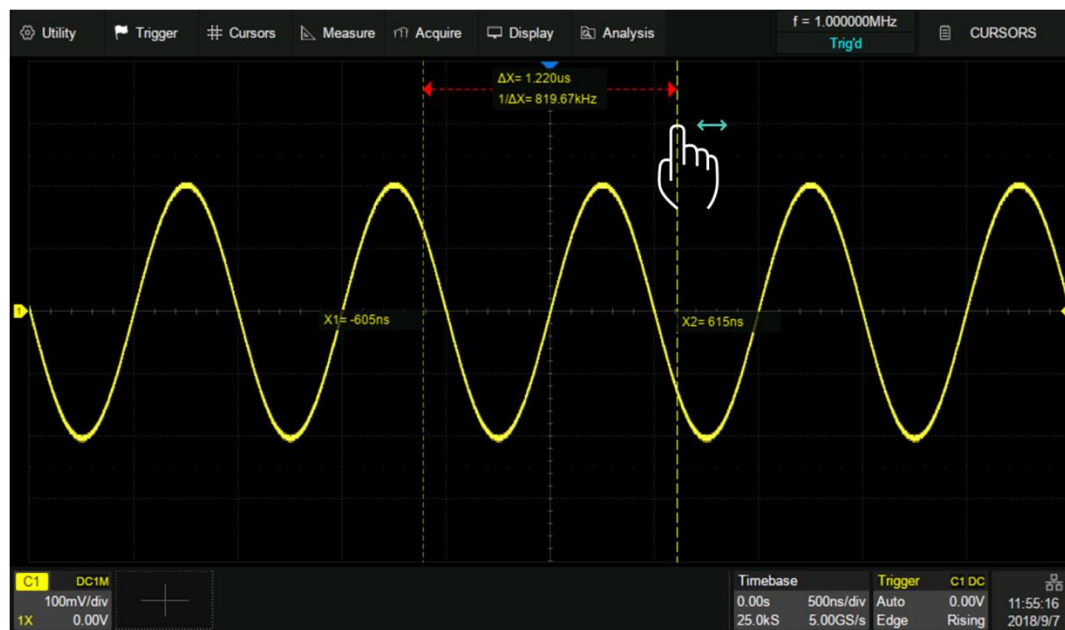 Utility Trigger Cursors Measure Acquire Display Analysis
f = 1.000000MHz
Trig'd
CURSORS
ΔX= 1.220us
1/ΔX= 819.67kHz
1
X1= -605ns
X2= 615ns
C1 DC1M
100mV/div
1X 0.00V
Timebase
0.00s 500ns/div
25.0kS 5.00GS/s
Trigger C1 DC
Auto 0.00V
Edge Rising
11:55:16
2018/9/7